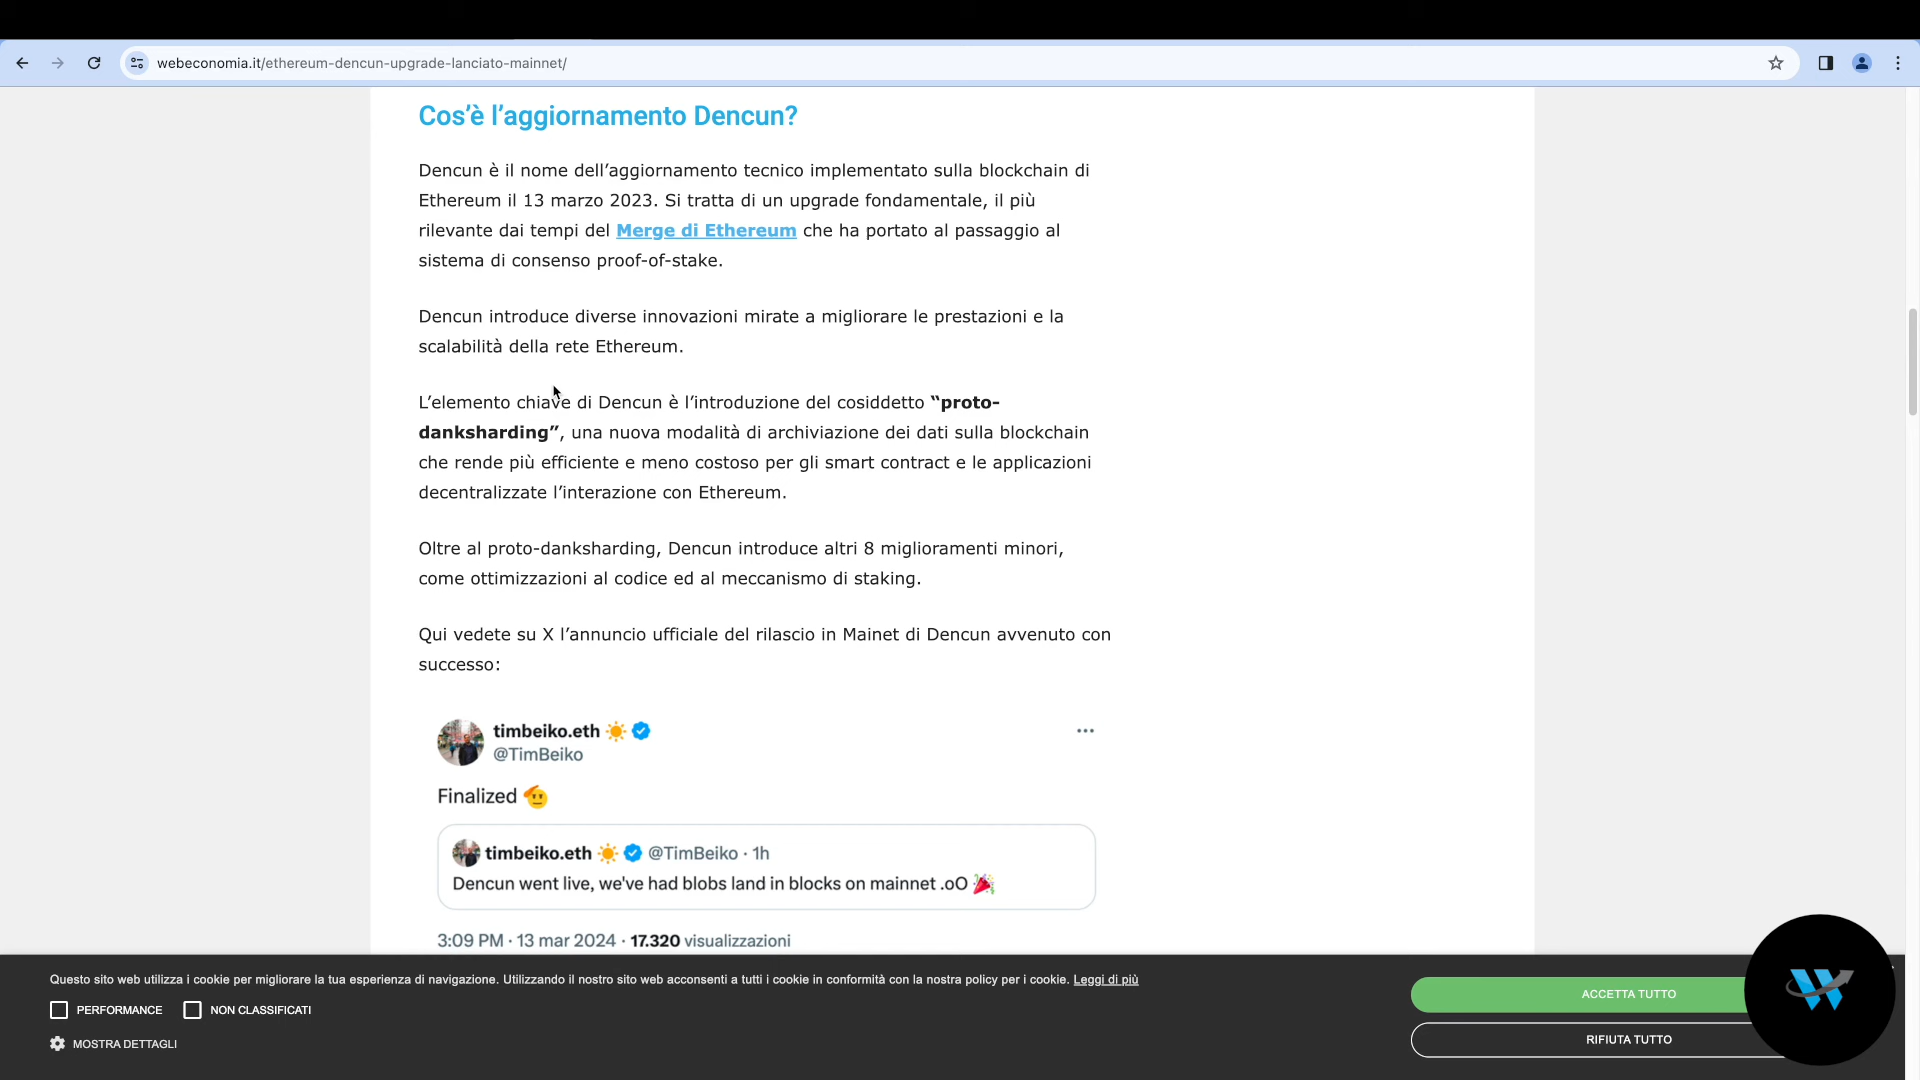 webeconomia.it/ethereum-dencun-upgrade-lanciato-mainnet/
Cos’è l’aggiornamento Dencun?
Dencun è il nome dell’aggiornamento tecnico implementato sulla blockchain di
Ethereum il 13 marzo 2023. Si tratta di un upgrade fondamentale, il più
rilevante dai tempi del Merge di Ethereum che ha portato al passaggio al
sistema di consenso proof-of-stake.
Dencun introduce diverse innovazioni mirate a migliorare le prestazioni e la
scalabilità della rete Ethereum.
L’elemento chiave di Dencun è l’introduzione del cosiddetto “proto-
danksharding”, una nuova modalità di archiviazione dei dati sulla blockchain
che rende più efficiente e meno costoso per gli smart contract e le applicazioni
decentralizzate l’interazione con Ethereum.
Oltre al proto-danksharding, Dencun introduce altri 8 miglioramenti minori,
come ottimizzazioni al codice ed al meccanismo di staking.
Qui vedete su X l’annuncio ufficiale del rilascio in Mainet di Dencun avvenuto con
successo:
timbeiko.eth ☀️
@TimBeiko
Finalized 🫡
timbeiko.eth ☀️ @TimBeiko · 1h
Dencun went live, we've had blobs land in blocks on mainnet .oO 🎉
3:09 PM · 13 mar 2024 · 17.320 visualizzazioni
Questo sito web utilizza i cookie per migliorare la tua esperienza di navigazione. Utilizzando il nostro sito web acconsenti a tutti i cookie in conformità con la nostra policy per i cookie. Leggi di più
PERFORMANCE NON CLASSIFICATI
MOSTRA DETTAGLI
ACCETTA TUTTO
RIFIUTA TUTTO